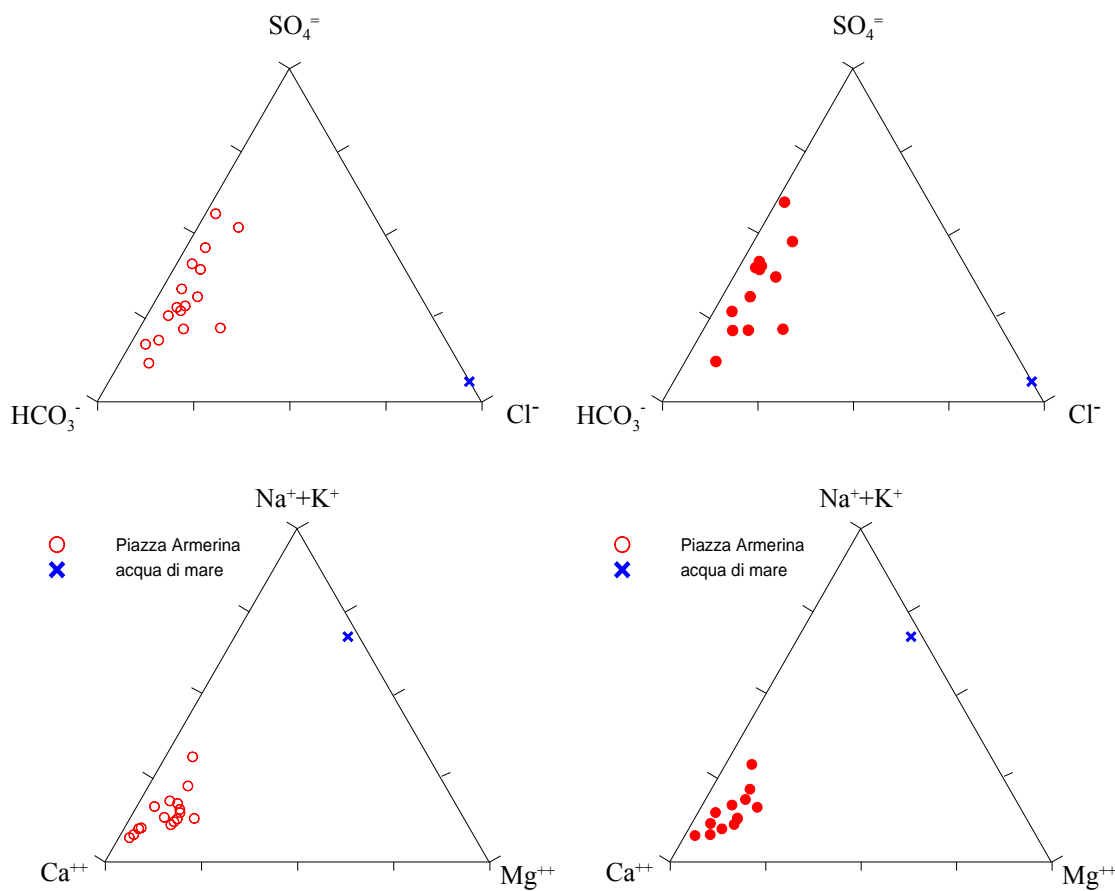 SO₄⁼ SO₄⁼
HCO₃⁻ Cl⁻ HCO₃⁻ Cl⁻
Na⁺+K⁺ Na⁺+K⁺
Piazza Armerina Piazza Armerina
acqua di mare acqua di mare
Ca⁺⁺ Mg⁺⁺ Ca⁺⁺ Mg⁺⁺